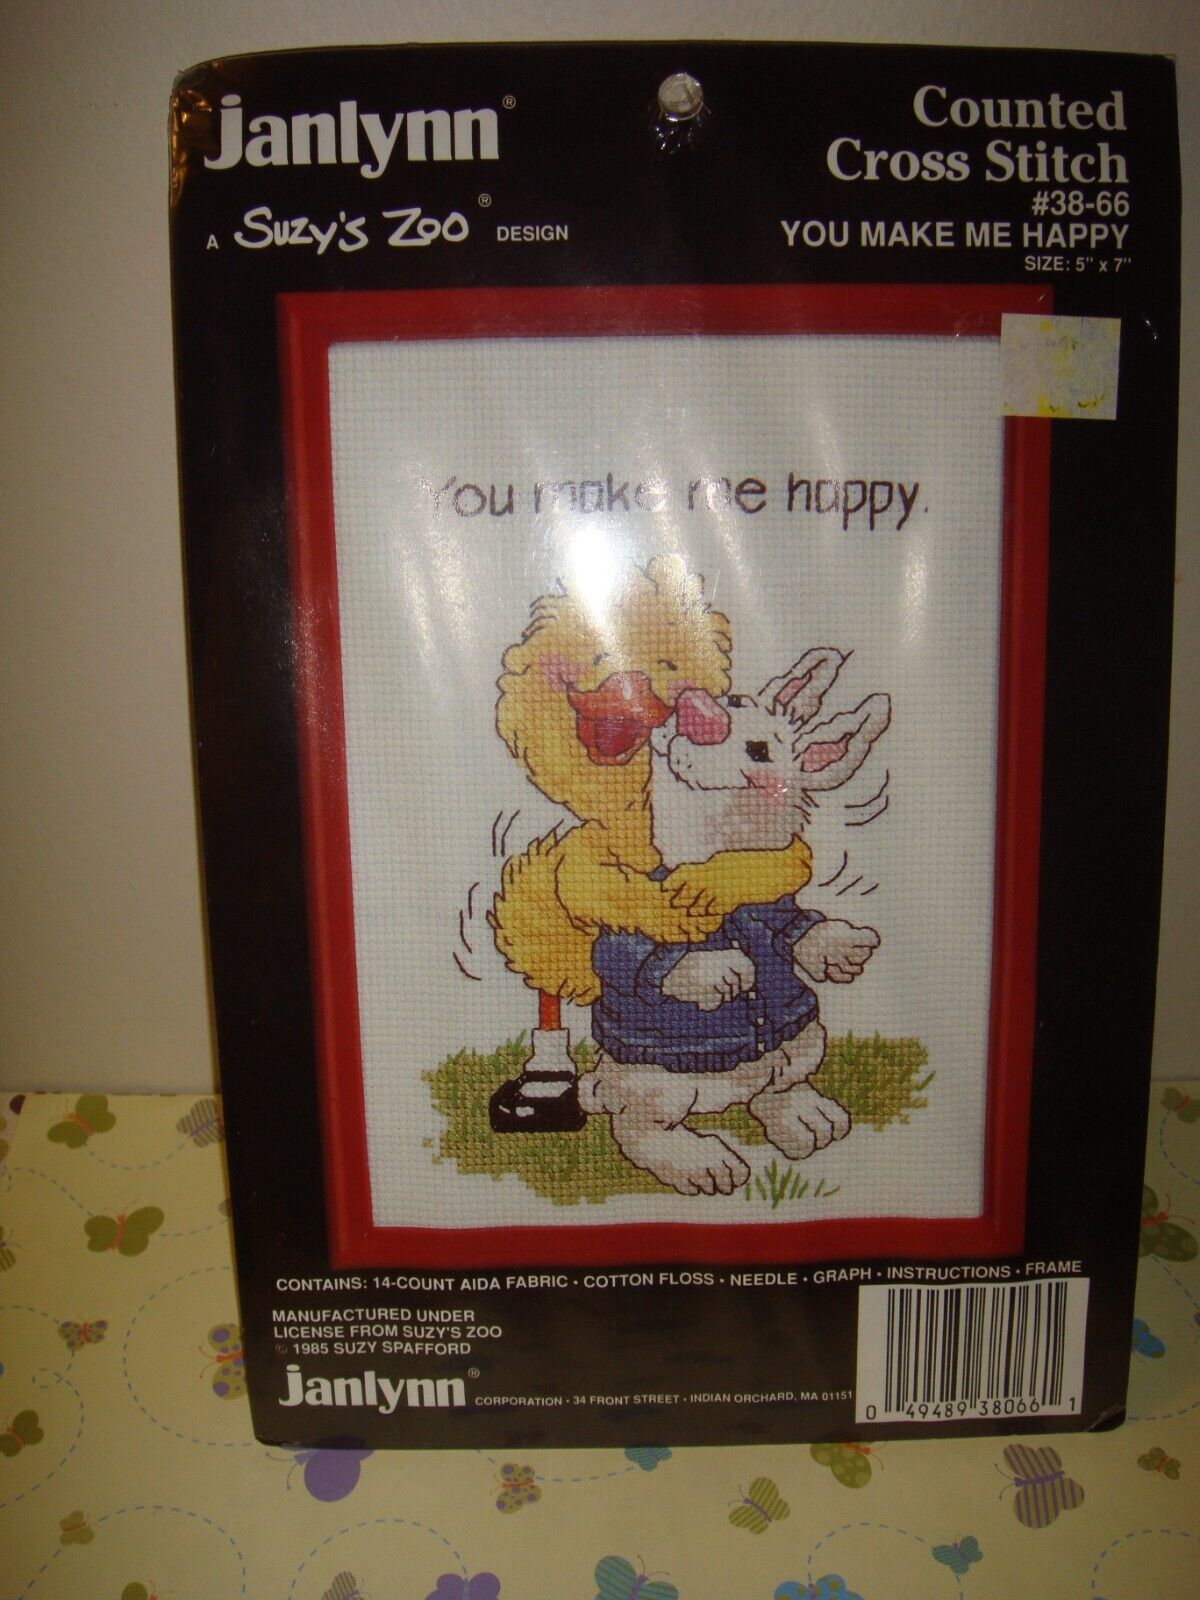 janlynn®
A Suzy's Zoo® DESIGN
Counted
Cross Stitch
#38-66
YOU MAKE ME HAPPY
SIZE: 5" x 7"
You make me happy.
CONTAINS: 14-COUNT AIDA FABRIC • COTTON FLOSS • NEEDLE • GRAPH • INSTRUCTIONS • FRAME
MANUFACTURED UNDER
LICENSE FROM SUZY'S ZOO
© 1985 SUZY SPAFFORD
janlynn® CORPORATION • 34 FRONT STREET • INDIAN ORCHARD, MA 01151
0 49489 38066 1